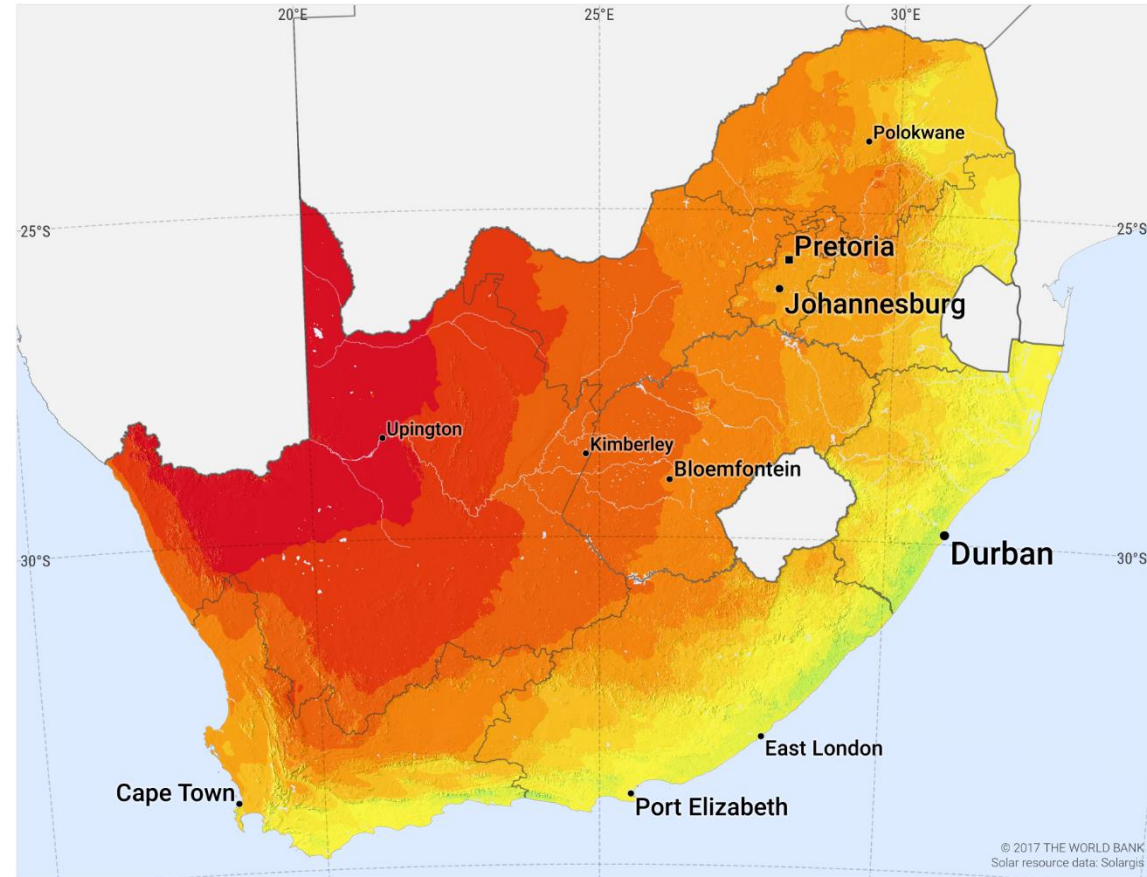 20°E
25°E
30°E
Polokwane
25°S
25°S
Pretoria
Johannesburg
Upington
Kimberley
Bloemfontein
Durban
30°S
30°S
East London
Cape Town
Port Elizabeth
© 2017 THE WORLD BANK
Solar resource data: Solargis